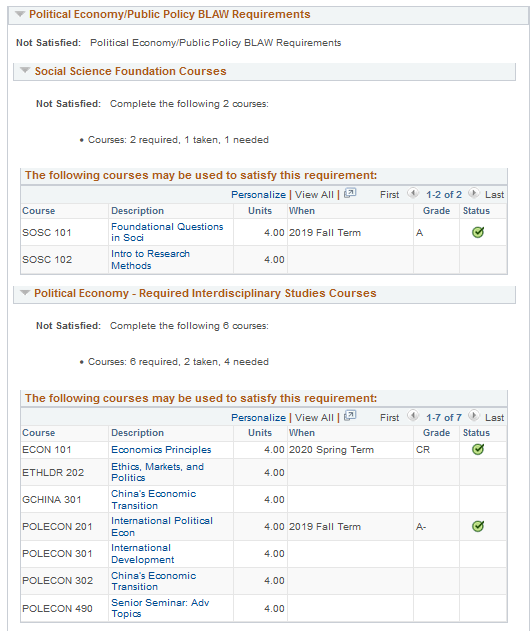 Political Economy/Public Policy BLAW Requirements
Not Satisfied: Political Economy/Public Policy BLAW Requirements
Social Science Foundation Courses
Not Satisfied: Complete the following 2 courses:
• Courses: 2 required, 1 taken, 1 needed
The following courses may be used to satisfy this requirement:
Personalize | View All | First 1-2 of 2 Last
Course Description Units When Grade Status
SOSC 101 Foundational Questions in Soci 4.00 2019 Fall Term A
SOSC 102 Intro to Research Methods 4.00
Political Economy - Required Interdisciplinary Studies Courses
Not Satisfied: Complete the following 6 courses:
• Courses: 6 required, 2 taken, 4 needed
The following courses may be used to satisfy this requirement:
Personalize | View All | First 1-7 of 7 Last
Course Description Units When Grade Status
ECON 101 Economics Principles 4.00 2020 Spring Term CR
ETHLDR 202 Ethics, Markets, and Politics 4.00
GCHINA 301 China's Economic Transition 4.00
POLECON 201 International Political Econ 4.00 2019 Fall Term A-
POLECON 301 International Development 4.00
POLECON 302 China's Economic Transition 4.00
POLECON 490 Senior Seminar: Adv Topics 4.00